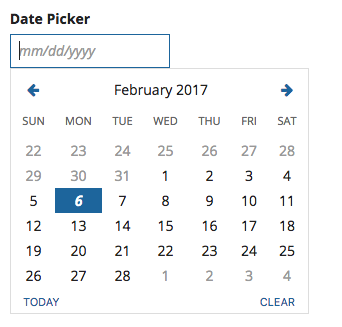 Date Picker
mm/dd/yyyy
February 2017
SUN MON TUE WED THU FRI SAT
22 23 24 25 26 27 28
29 30 31 1 2 3 4
5 6 7 8 9 10 11
12 13 14 15 16 17 18
19 20 21 22 23 24 25
26 27 28 1 2 3 4
TODAY CLEAR